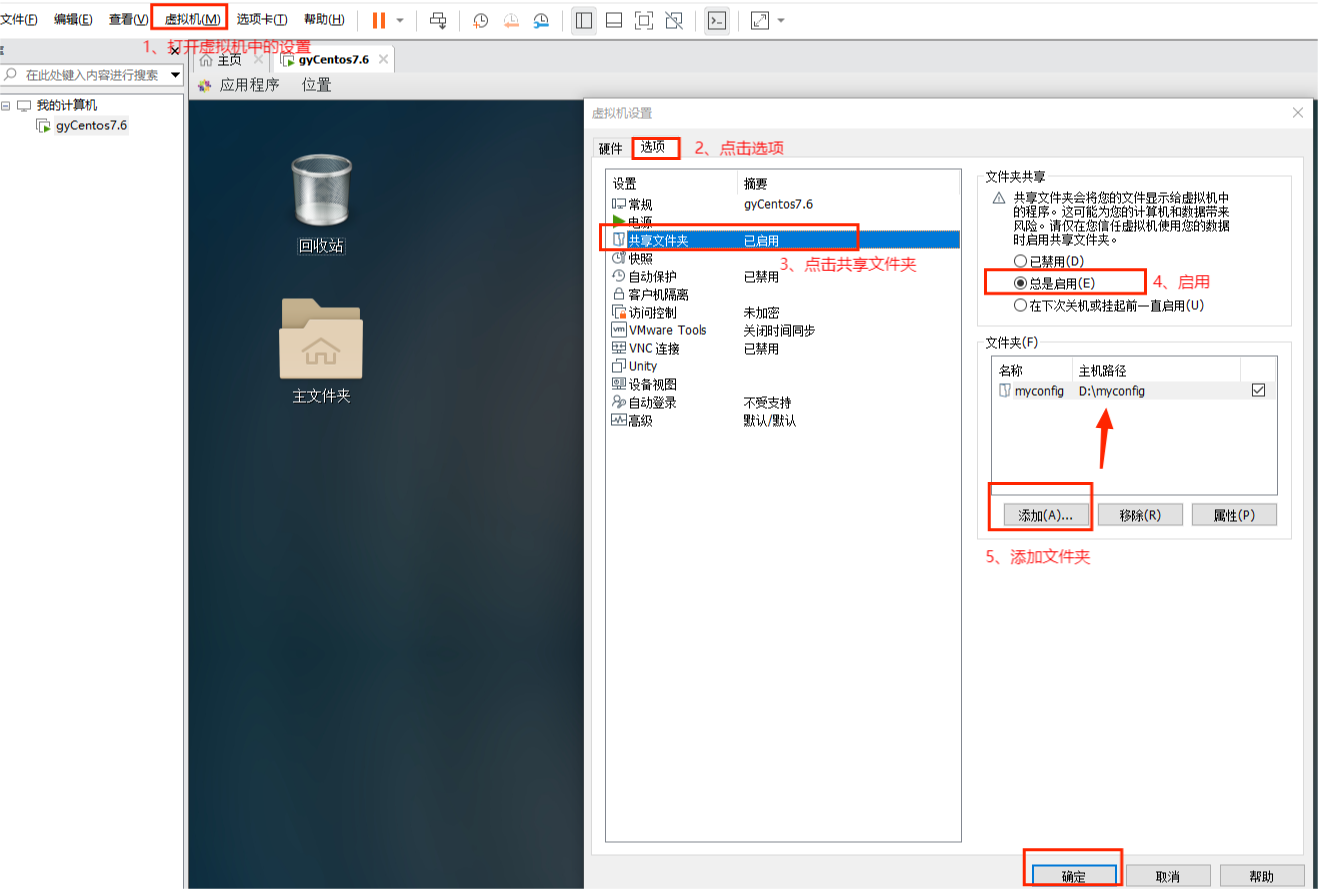 文件(F) 编辑(E) 查看(V) 虚拟机(M) 选项卡(T) 帮助(H)
1、打开虚拟机中的设置
主页 gyCentos7.6
在此处键入内容进行搜索
应用程序 位置
我的计算机
gyCentos7.6
回收站
主文件夹
虚拟机设置
硬件 选项 2、点击选项
设置 摘要
常规 gyCentos7.6
电源
共享文件夹 已启用
3、点击共享文件夹
快照
自动保护 已禁用
客户机隔离
访问控制 未加密
VMware Tools 关闭时间同步
VNC 连接 已禁用
Unity
设备视图
自动登录 不受支持
高级 默认/默认
文件夹共享
共享文件夹会将您的文件显示给虚拟机中
的程序。这可能为您的计算机和数据带来
风险。请仅在您信任虚拟机使用您的数据
时启用共享文件夹。
已禁用(D)
总是启用(E) 4、启用
在下次关机或挂起前一直启用(U)
文件夹(F)
名称 主机路径
myconfig D:\myconfig
添加(A)... 移除(R) 属性(P)
5、添加文件夹
确定 取消 帮助